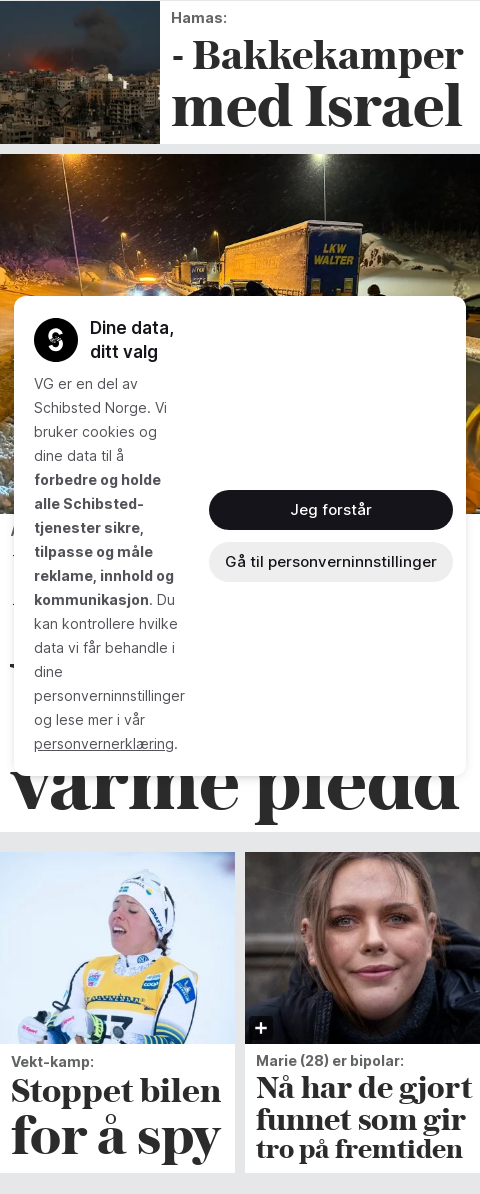 Hamas:
- Bakkekamper
med Israel
LKW
WALTER
Dine data,
ditt valg
VG er en del av
Schibsted Norge. Vi
bruker cookies og
dine data til å
forbedre og holde
alle Schibsted-
tjenester sikre,
tilpasse og måle
reklame, innhold og
kommunikasjon. Du
kan kontrollere hvilke
data vi får behandle i
dine
personverninnstillinger
og lese mer i vår
personvernerklæring.
Jeg forstår
Gå til personverninnstillinger
varme pledd
Vekt-kamp:
Stoppet bilen
for å spy
Marie (28) er bipolar:
Nå har de gjort
funnet som gir
tro på fremtiden